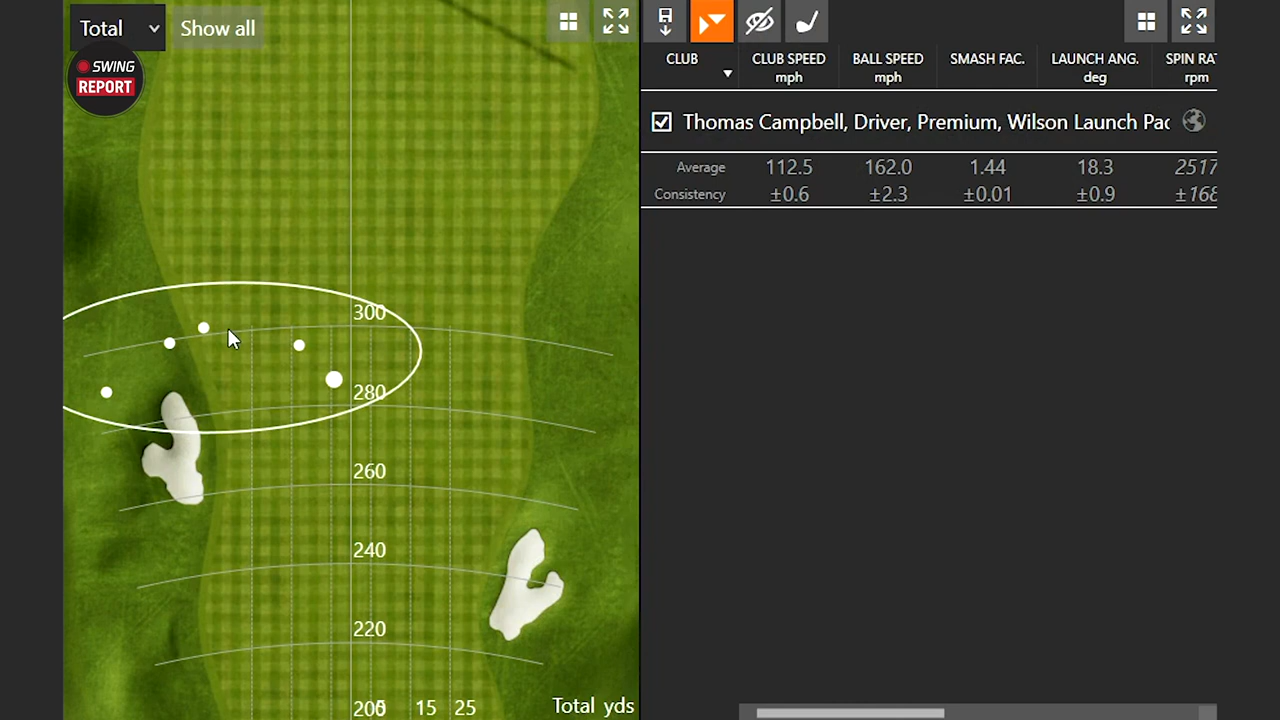 Total
Show all
SWING
REPORT
300
280
260
240
220
200
5
15
25
Total yds
CLUB
CLUB SPEED
mph
BALL SPEED
mph
SMASH FAC.
LAUNCH ANG.
deg
SPIN RAT
rpm
Thomas Campbell, Driver, Premium, Wilson Launch Pac
Average 112.5 162.0 1.44 18.3 2517
Consistency ±0.6 ±2.3 ±0.01 ±0.9 ±168